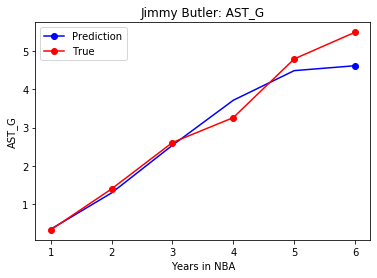 Jimmy Butler: AST_G
Prediction
True
5
4
3
2
1
AST_G
1 2 3 4 5 6
Years in NBA